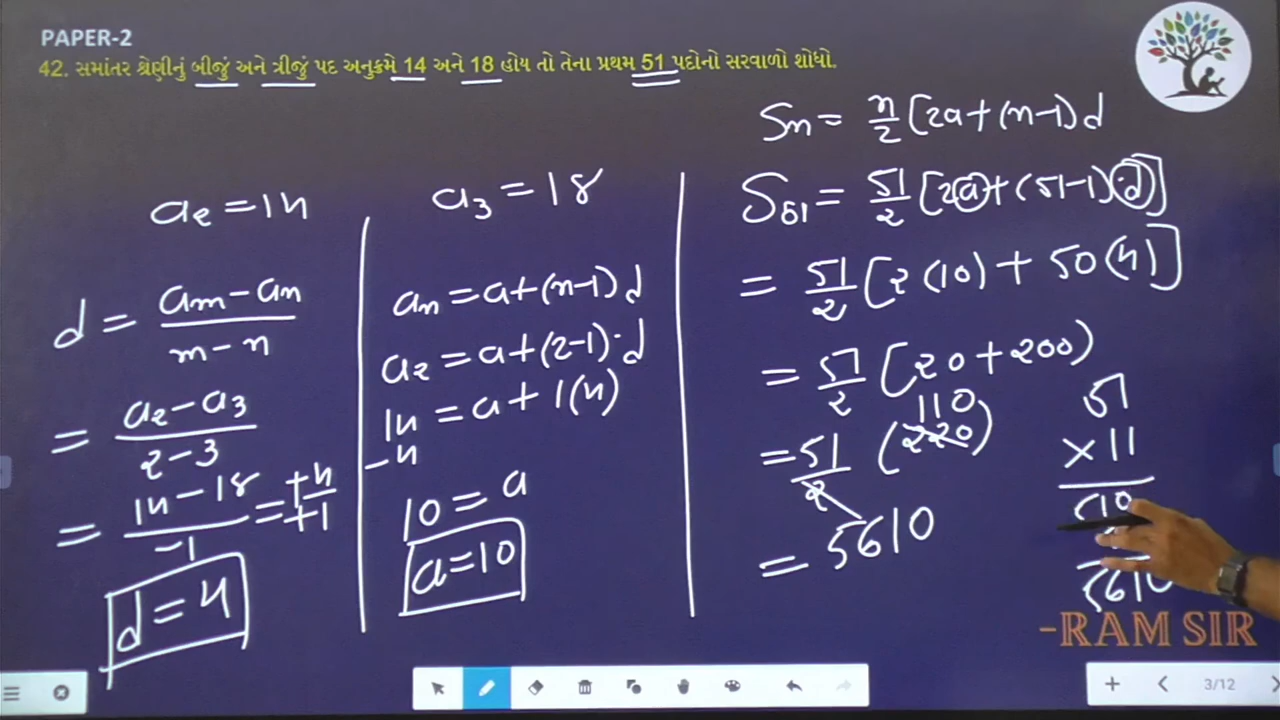 PAPER-2
42. સમાંતર શ્રેણીનું બીજું અને ત્રીજું પદ અનુક્રમે 14 અને 18 હોય તો તેના પ્રથમ 51 પદોનો સરવાળો શોધો.
a₂ = 14
d = (aₘ - aₙ)/(m - n)
= (a₂ - a₃)/(2 - 3)
= (14 - 18)/-1 = +4/+1
d = 4
a₃ = 18
aₙ = a + (n-1) d
a₂ = a + (2-1)·d
14 = a + 1(4)
-4
10 = a
a = 10
Sₙ = n/2 [2a + (n-1) d
S₅₁ = 51/2 [2a + (51-1) d]
= 51/2 [2(10) + 50(4)]
= 51/2 [20 + 200)
110
= 51/2 (220)
= 5610
51
× 11
5610
-RAM SIR
3/12